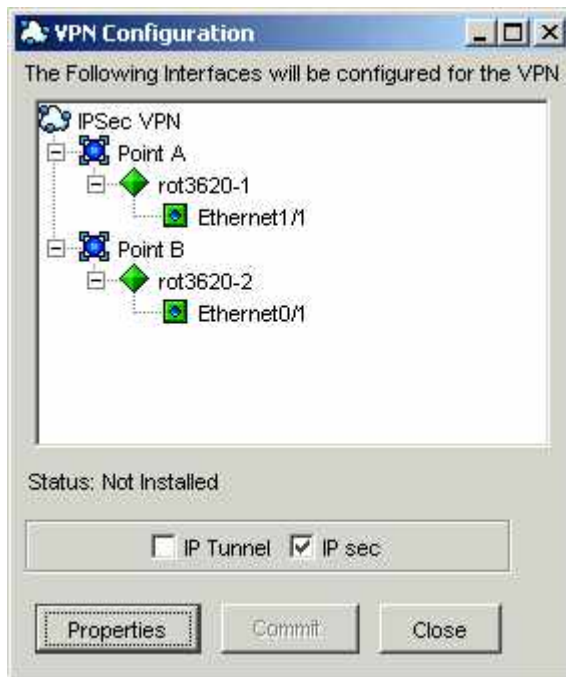 VPN Configuration
The Following Interfaces will be configured for the VPN
IPSec VPN
Point A
rot3620-1
Ethernet1/1
Point B
rot3620-2
Ethernet0/1
Status: Not Installed
IP Tunnel IP sec
Properties Commit Close